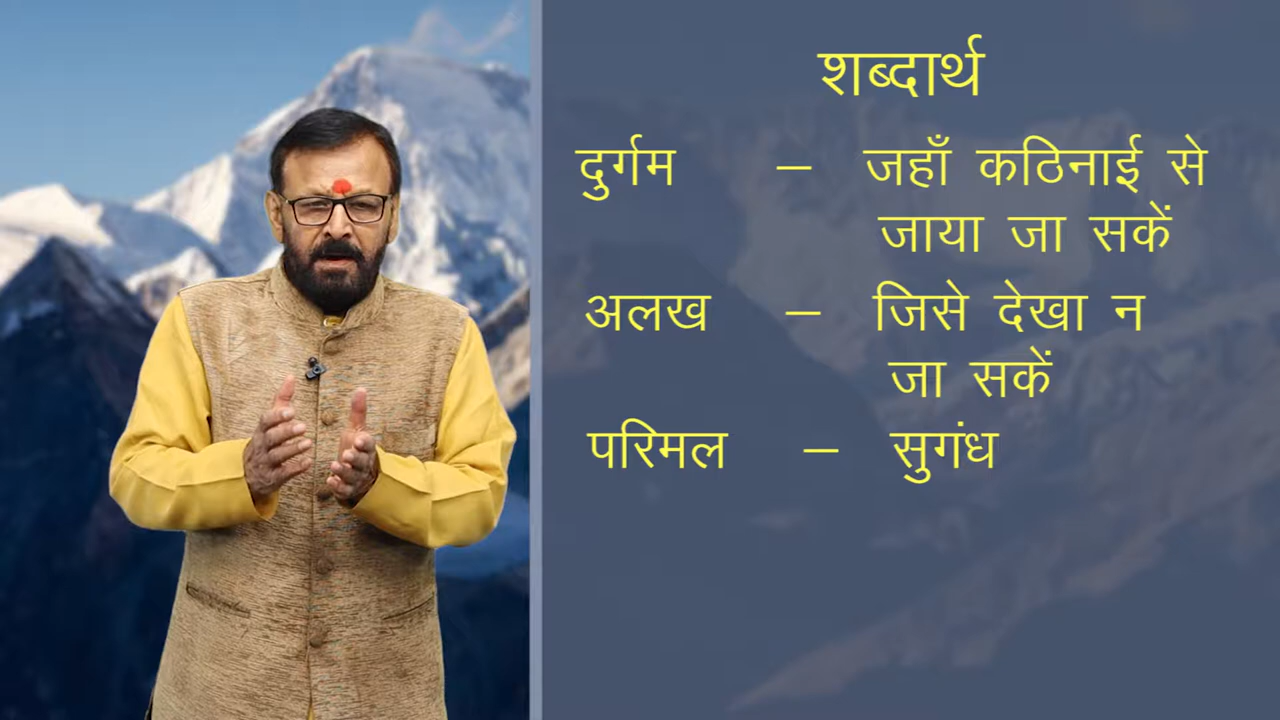 शब्दार्थ
दुर्गम – जहाँ कठिनाई से
जाया जा सकें
अलख – जिसे देखा न
जा सकें
परिमल – सुगंध